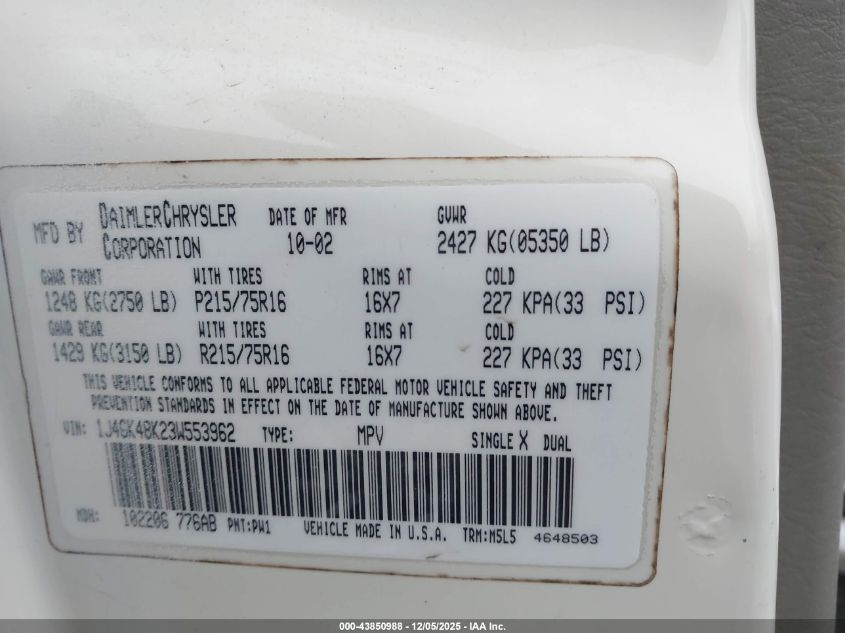 MFD BY DAIMLERCHRYSLER CORPORATION DATE OF MFR 10-02 GVWR 2427 KG(05350 LB)
GAWR FRONT WITH TIRES RIMS AT COLD
1248 KG(2750 LB) P215/75R16 16X7 227 KPA(33 PSI)
GAWR REAR WITH TIRES RIMS AT COLD
1429 KG(3150 LB) R215/75R16 16X7 227 KPA(33 PSI)
THIS VEHICLE CONFORMS TO ALL APPLICABLE FEDERAL MOTOR VEHICLE SAFETY AND THEFT
PREVENTION STANDARDS IN EFFECT ON THE DATE OF MANUFACTURE SHOWN ABOVE.
VIN: 1J4GK48K23W553962 TYPE: MPV SINGLE X DUAL
MDH: 102206 776AB PNT:PW1 VEHICLE MADE IN U.S.A. TRM:M5L5 4648503
000-43850988 - 12/05/2025 - IAA Inc.